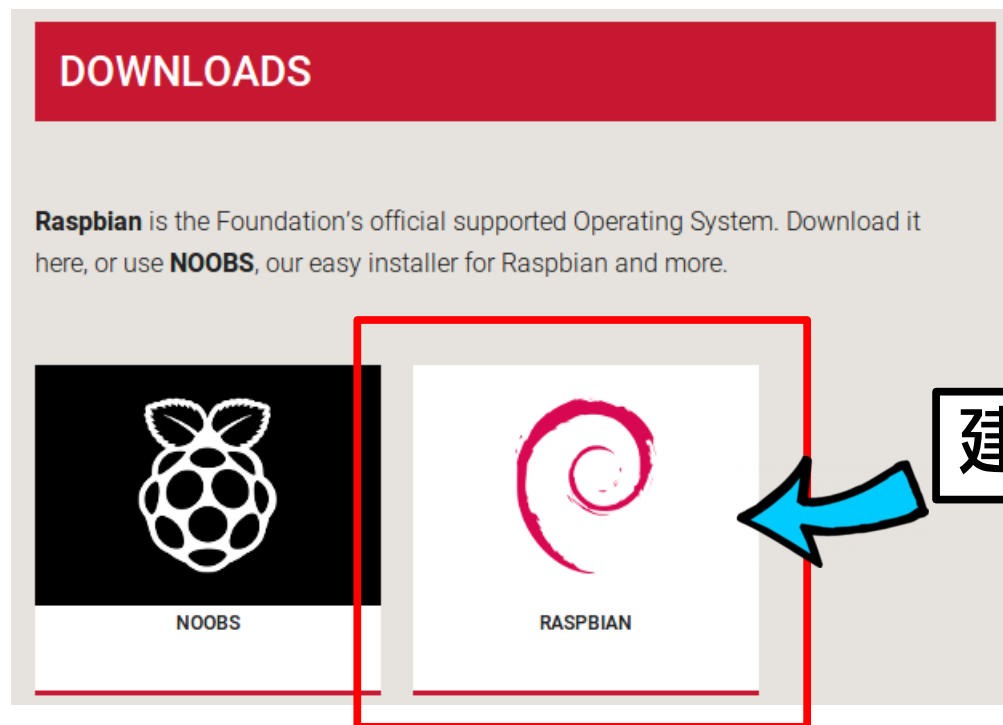 DOWNLOADS
Raspbian is the Foundation's official supported Operating System. Download it
here, or use NOOBS, our easy installer for Raspbian and more.
建
NOOBS
RASPBIAN